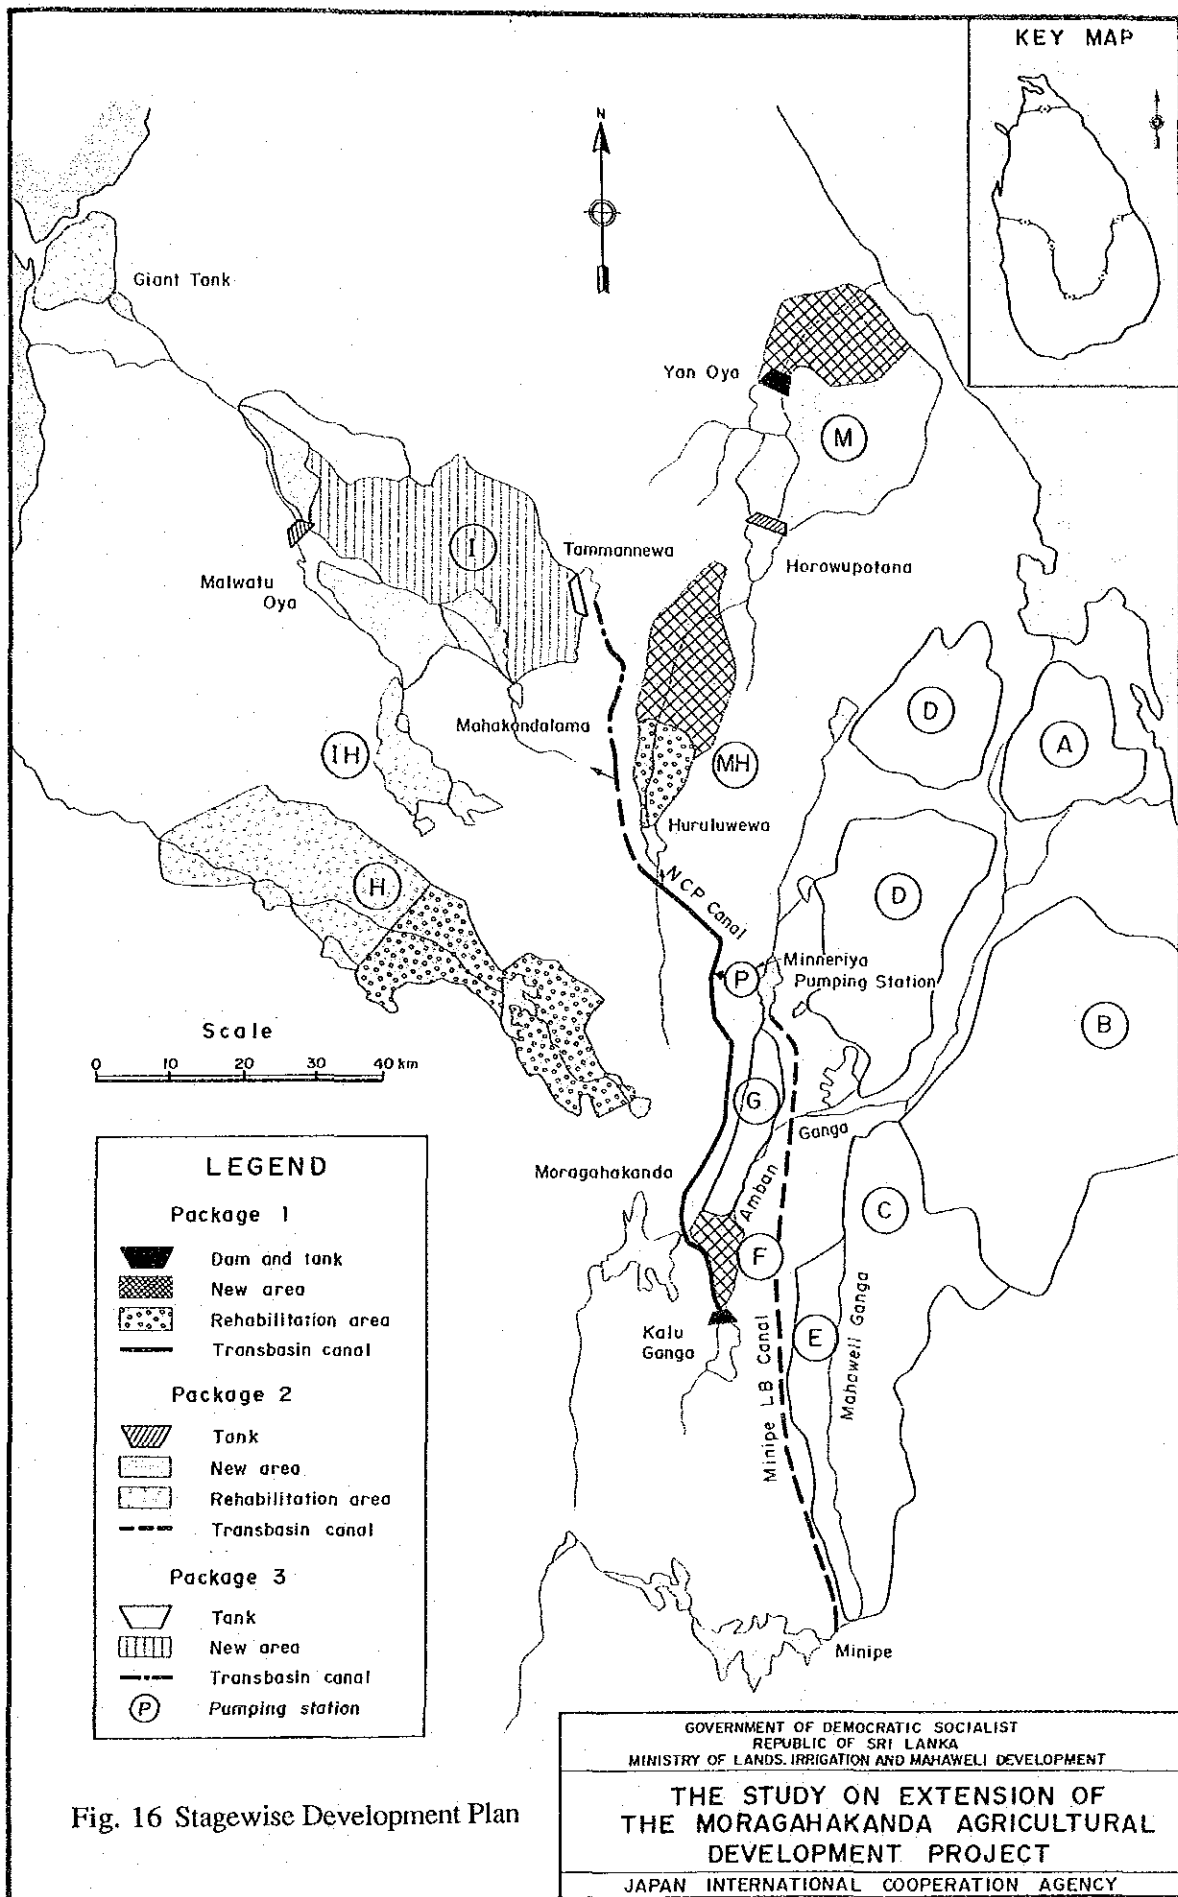 KEY MAP
N
Giant Tank
Yan Oya
M
I
Tammannewa
Horowupotana
Malwatu
Oya
D
A
Mahakandalama
IH
MH
Huruluwewa
H
NCP Canal
D
P
Minneriya
Pumping Station
B
Scale
0 10 20 30 40 km
G
Ganga
Amban
Moragahakanda
C
F
Kalu
Ganga
E
Minipe LB Canal
Mahaweli Ganga
Minipe
LEGEND
Package 1
Dam and tank
New area
Rehabilitation area
Transbasin canal
Package 2
Tank
New area
Rehabilitation area
Transbasin canal
Package 3
Tank
New area
Transbasin canal
P Pumping station
Fig. 16 Stagewise Development Plan
GOVERNMENT OF DEMOCRATIC SOCIALIST
REPUBLIC OF SRI LANKA
MINISTRY OF LANDS. IRRIGATION AND MAHAWELI DEVELOPMENT
THE STUDY ON EXTENSION OF
THE MORAGAHAKANDA AGRICULTURAL
DEVELOPMENT PROJECT
JAPAN INTERNATIONAL COOPERATION AGENCY